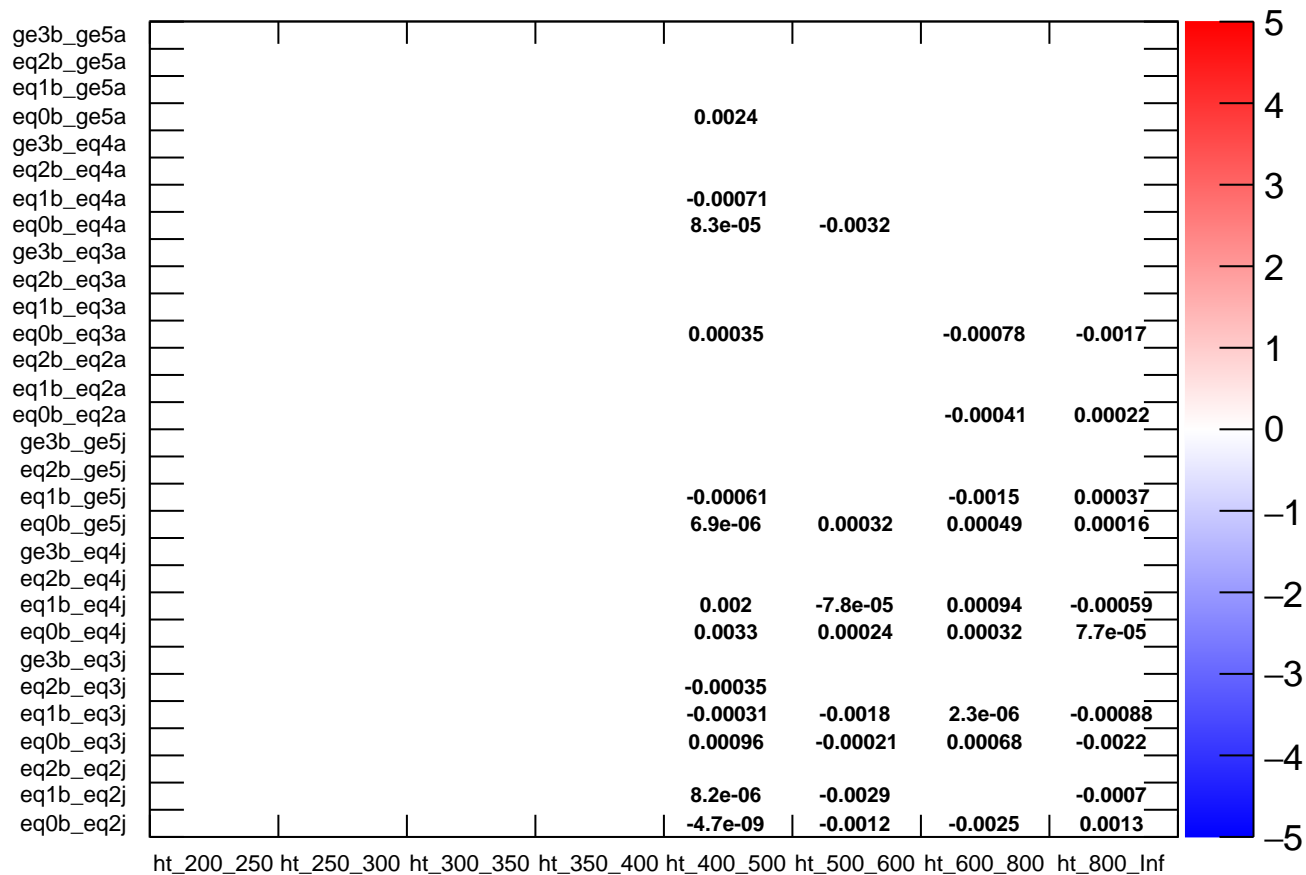 ge3b_ge5a
eq2b_ge5a
eq1b_ge5a
eq0b_ge5a 0.0024
ge3b_eq4a
eq2b_eq4a
eq1b_eq4a -0.00071
eq0b_eq4a 8.3e-05 -0.0032
ge3b_eq3a
eq2b_eq3a
eq1b_eq3a
eq0b_eq3a 0.00035 -0.00078 -0.0017
eq2b_eq2a
eq1b_eq2a
eq0b_eq2a -0.00041 0.00022
ge3b_ge5j
eq2b_ge5j
eq1b_ge5j -0.00061 -0.0015 0.00037
eq0b_ge5j 6.9e-06 0.00032 0.00049 0.00016
ge3b_eq4j
eq2b_eq4j
eq1b_eq4j 0.002 -7.8e-05 0.00094 -0.00059
eq0b_eq4j 0.0033 0.00024 0.00032 7.7e-05
ge3b_eq3j
eq2b_eq3j -0.00035
eq1b_eq3j -0.00031 -0.0018 2.3e-06 -0.00088
eq0b_eq3j 0.00096 -0.00021 0.00068 -0.0022
eq2b_eq2j
eq1b_eq2j 8.2e-06 -0.0029 -0.0007
eq0b_eq2j -4.7e-09 -0.0012 -0.0025 0.0013
ht_200_250 ht_250_300 ht_300_350 ht_350_400 ht_400_500 ht_500_600 ht_600_800 ht_800_Inf
5
4
3
2
1
0
−1
−2
−3
−4
−5